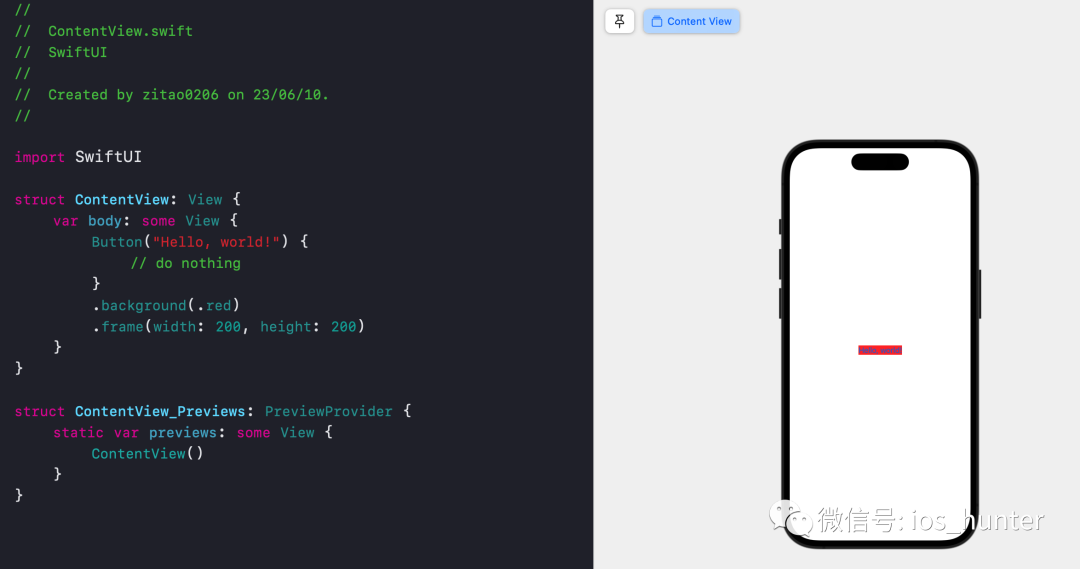 //
//  ContentView.swift
//  SwiftUI
//
//  Created by zitao0206 on 23/06/10.
//
import SwiftUI
struct ContentView: View {
    var body: some View {
        Button("Hello, world!") {
            // do nothing
        }
        .background(.red)
        .frame(width: 200, height: 200)
    }
}
struct ContentView_Previews: PreviewProvider {
    static var previews: some View {
        ContentView()
    }
}
Content View
Hello, world!
微信号: ios_hunter